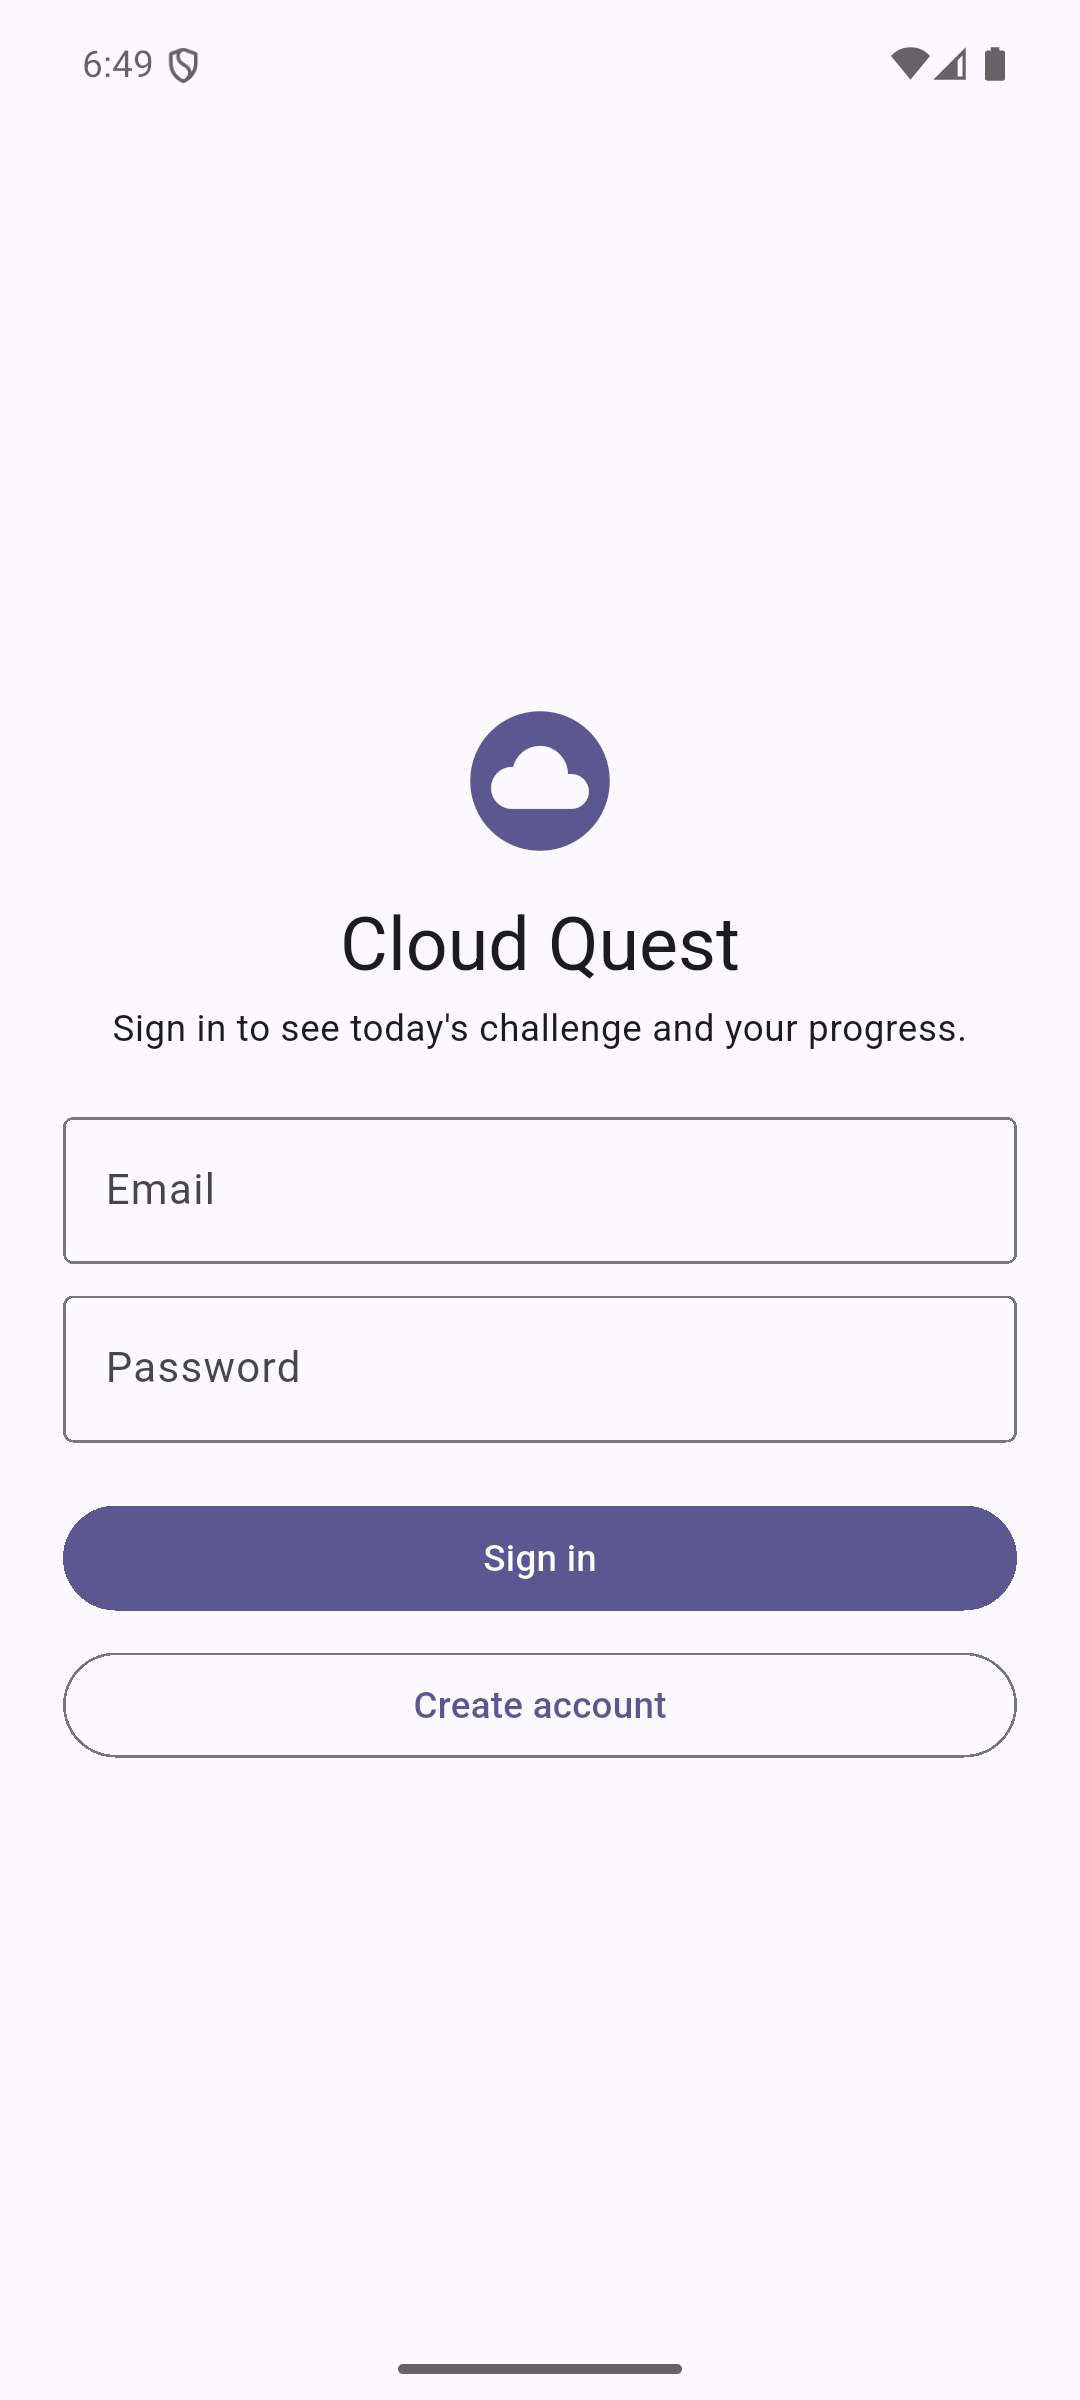 6:49
Cloud Quest
Sign in to see today's challenge and your progress.
Email
Password
Sign in
Create account